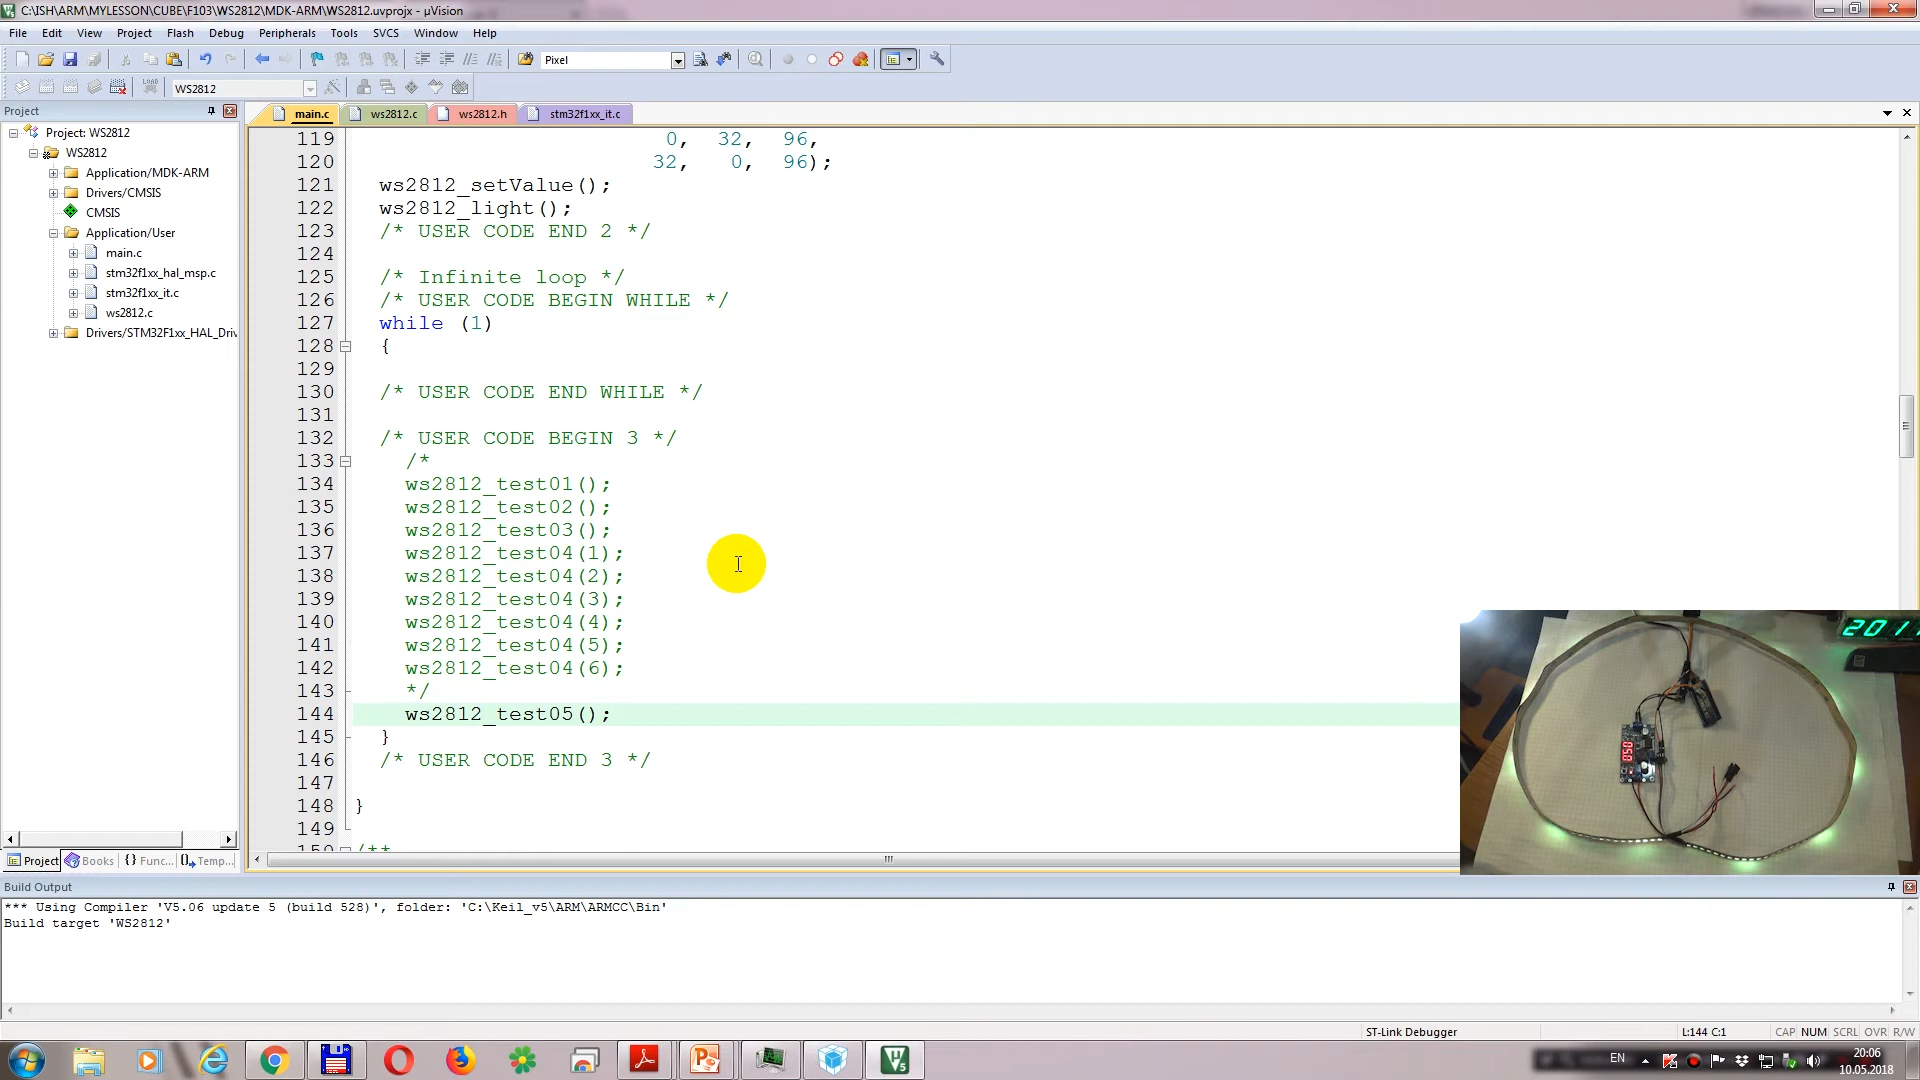 C:\ISH\ARM\MYLESSON\CUBE\F103\WS2812\MDK-ARM\WS2812.uvprojx - µVision
File Edit View Project Flash Debug Peripherals Tools SVCS Window Help
Pixel
LOAD
WS2812
Project
main.c ws2812.c ws2812.h stm32f1xx_it.c
Project: WS2812
WS2812
Application/MDK-ARM
Drivers/CMSIS
CMSIS
Application/User
main.c
stm32f1xx_hal_msp.c
stm32f1xx_it.c
ws2812.c
Drivers/STM32F1xx_HAL_Driv
119 0, 32, 96,
120 32, 0, 96);
121 ws2812_setValue();
122 ws2812_light();
123 /* USER CODE END 2 */
124
125 /* Infinite loop */
126 /* USER CODE BEGIN WHILE */
127 while (1)
128 {
129
130 /* USER CODE END WHILE */
131
132 /* USER CODE BEGIN 3 */
133 /*
134 ws2812_test01();
135 ws2812_test02();
136 ws2812_test03();
137 ws2812_test04(1);
138 ws2812_test04(2);
139 ws2812_test04(3);
140 ws2812_test04(4);
141 ws2812_test04(5);
142 ws2812_test04(6);
143 */
144 ws2812_test05();
145 }
146 /* USER CODE END 3 */
147
148 }
149
150 /**
Project Books {} Func... Temp...
Build Output
*** Using Compiler 'V5.06 update 5 (build 528)', folder: 'C:\Keil_v5\ARM\ARMCC\Bin'
Build target 'WS2812'
ST-Link Debugger L:144 C:1 CAP NUM SCRL OVR R/W
EN
20:06
10.05.2018